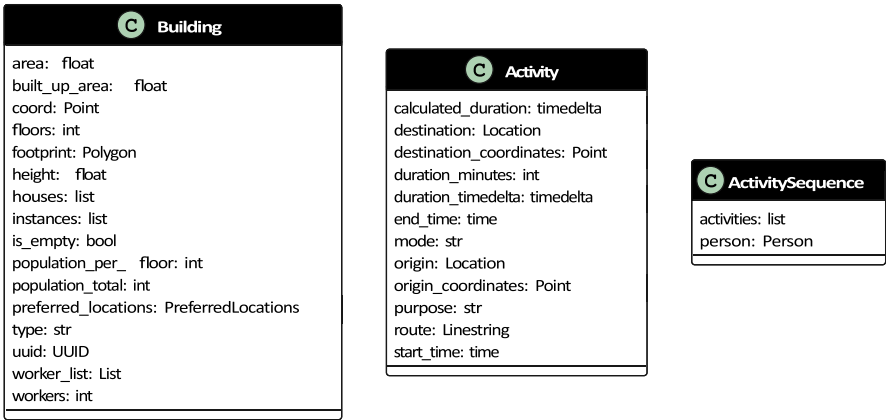 C Building
area: float
built_up_area: float
coord: Point
floors: int
footprint: Polygon
height: float
houses: list
instances: list
is_empty: bool
population_per_ floor: int
population_total: int
preferred_locations: PreferredLocations
type: str
uuid: UUID
worker_list: List
workers: int
C Activity
calculated_duration: timedelta
destination: Location
destination_coordinates: Point
duration_minutes: int
duration_timedelta: timedelta
end_time: time
mode: str
origin: Location
origin_coordinates: Point
purpose: str
route: Linestring
start_time: time
C ActivitySequence
activities: list
person: Person